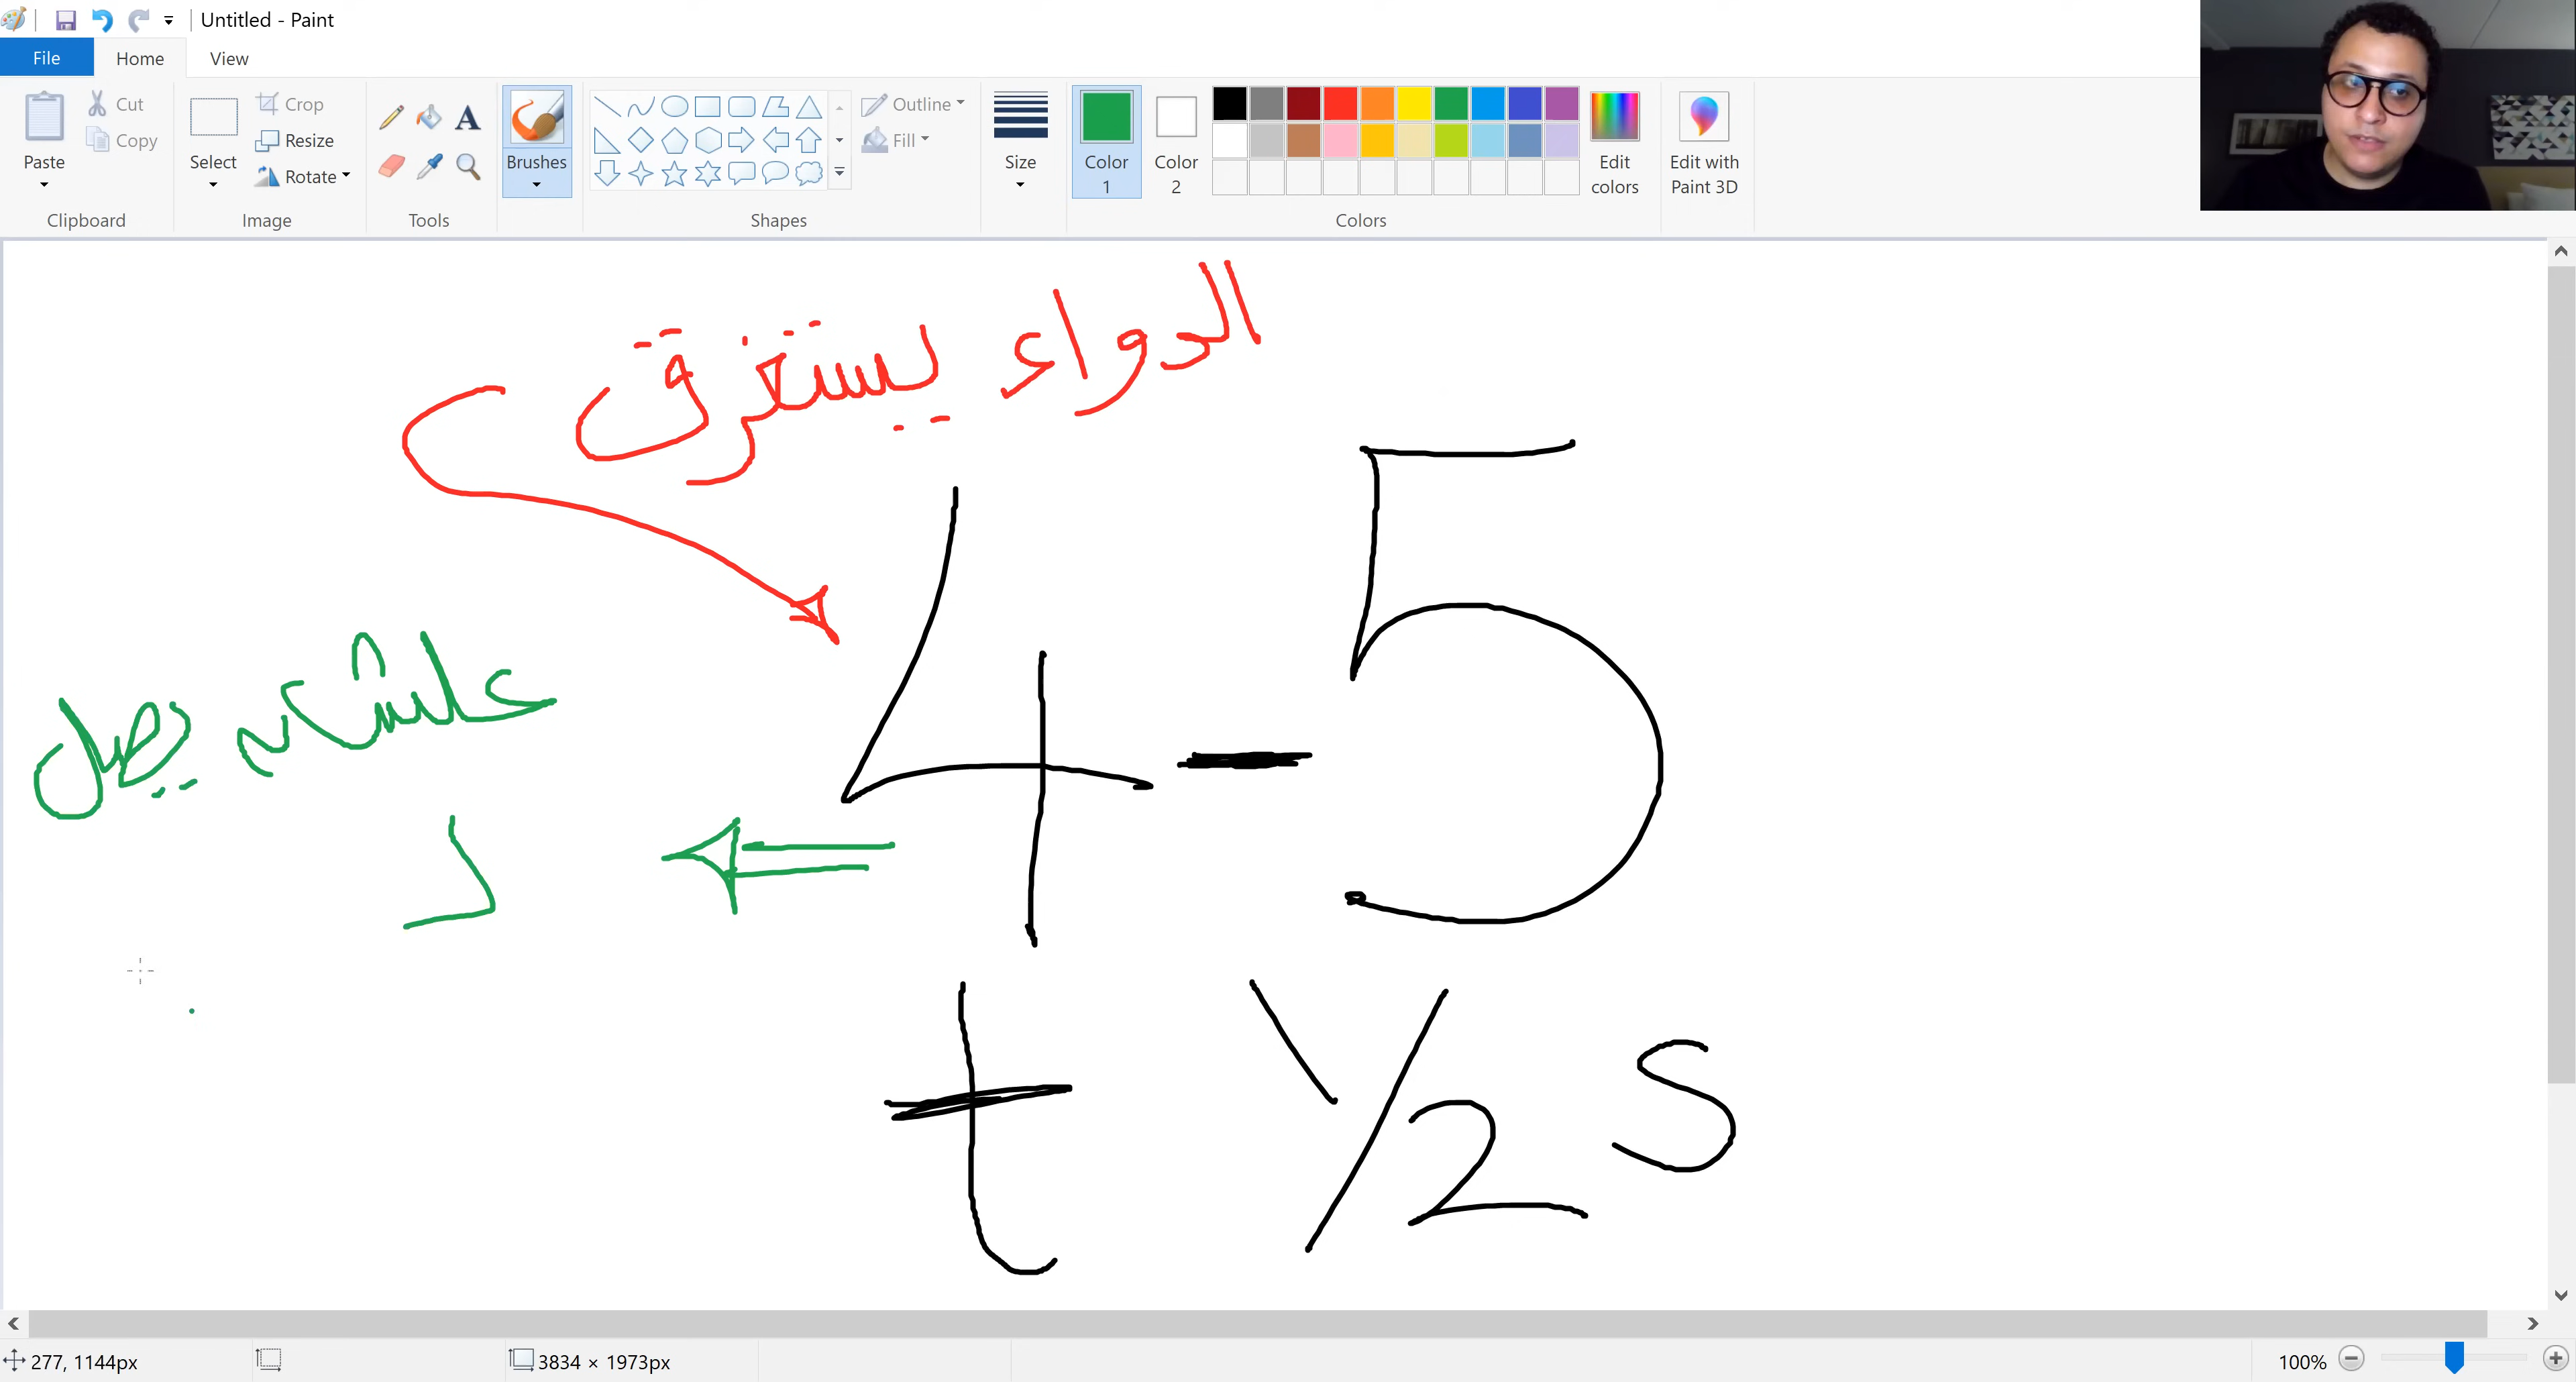 Untitled - Paint
File Home View
Paste
Cut
Copy
Clipboard
Select
Crop
Resize
Rotate
Image
Tools
Brushes
Shapes
Outline
Fill
Size
Color 1
Color 2
Edit colors
Edit with Paint 3D
Colors
الدواء يستغرق
4 - 5
علشان يصل
t 1/2 s
277, 1144px
3834 × 1973px
100%